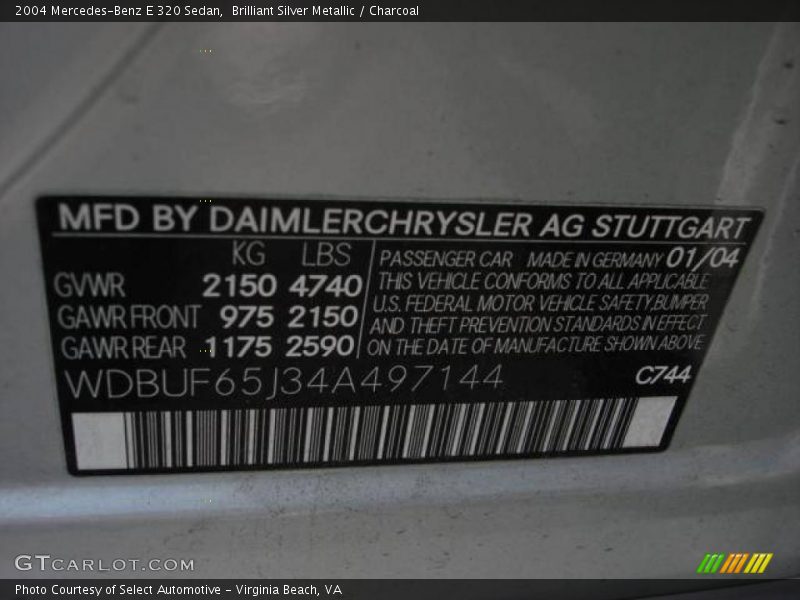 2004 Mercedes-Benz E 320 Sedan,  Brilliant Silver Metallic / Charcoal
MFD BY DAIMLERCHRYSLER AG STUTTGART
KG LBS
GVWR 2150 4740
GAWR FRONT 975 2150
GAWR REAR 1175 2590
PASSENGER CAR MADE IN GERMANY 01/04
THIS VEHICLE CONFORMS TO ALL APPLICABLE
U.S. FEDERAL MOTOR VEHICLE SAFETY,BUMPER
AND THEFT PREVENTION STANDARDS IN EFFECT
ON THE DATE OF MANUFACTURE SHOWN ABOVE
WDBUF65J34A497144 C744
GTCARLOT.COM
Photo Courtesy of Select Automotive - Virginia Beach, VA